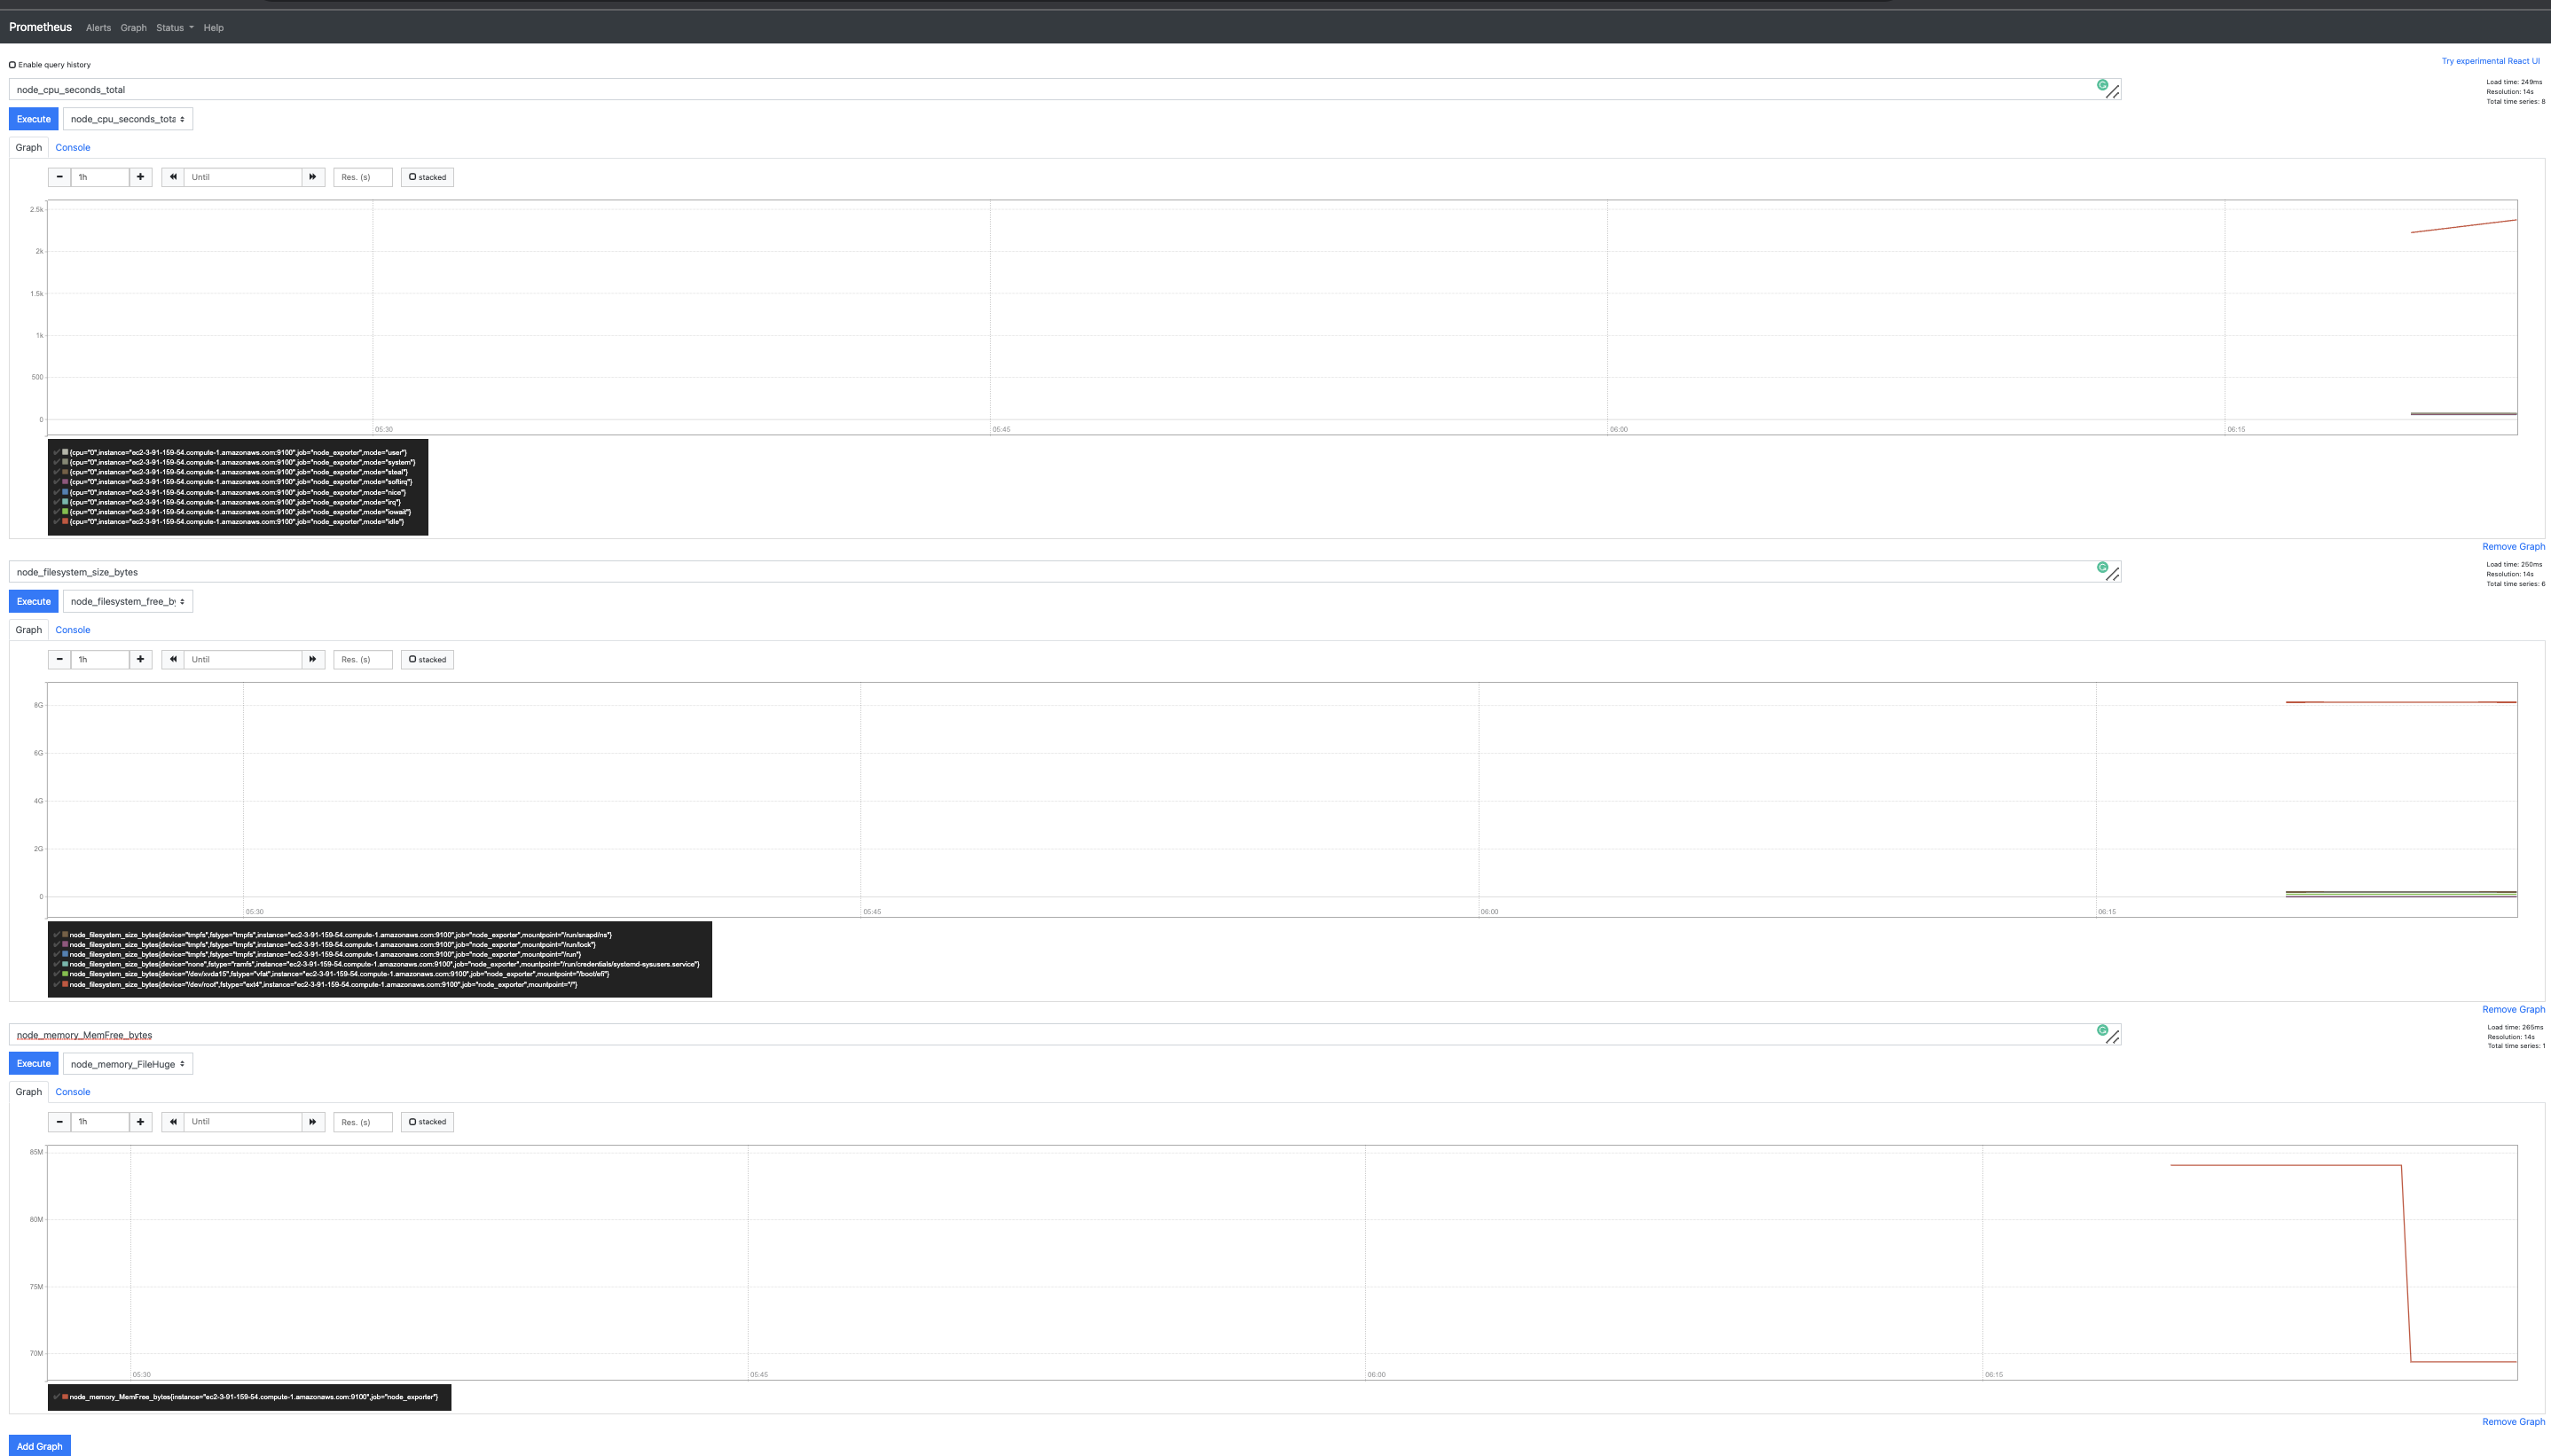 Prometheus Alerts Graph Status Help
Enable query history
Try experimental React UI
node_cpu_seconds_total
Load time: 249ms
Resolution: 14s
Total time series: 8
Execute node_cpu_seconds_tota
Graph Console
1h Until Res. (s) stacked
2.5k
2k
1.5k
1k
500
0
05:30 05:45 06:00 06:15
{cpu="0",instance="ec2-3-91-159-54.compute-1.amazonaws.com:9100",job="node_exporter",mode="user"}
{cpu="0",instance="ec2-3-91-159-54.compute-1.amazonaws.com:9100",job="node_exporter",mode="system"}
{cpu="0",instance="ec2-3-91-159-54.compute-1.amazonaws.com:9100",job="node_exporter",mode="steal"}
{cpu="0",instance="ec2-3-91-159-54.compute-1.amazonaws.com:9100",job="node_exporter",mode="softirq"}
{cpu="0",instance="ec2-3-91-159-54.compute-1.amazonaws.com:9100",job="node_exporter",mode="nice"}
{cpu="0",instance="ec2-3-91-159-54.compute-1.amazonaws.com:9100",job="node_exporter",mode="irq"}
{cpu="0",instance="ec2-3-91-159-54.compute-1.amazonaws.com:9100",job="node_exporter",mode="iowait"}
{cpu="0",instance="ec2-3-91-159-54.compute-1.amazonaws.com:9100",job="node_exporter",mode="idle"}
Remove Graph
node_filesystem_size_bytes
Load time: 250ms
Resolution: 14s
Total time series: 6
Execute node_filesystem_free_by
Graph Console
1h Until Res. (s) stacked
8G
6G
4G
2G
0
05:30 05:45 06:00 06:15
node_filesystem_size_bytes{device="tmpfs",fstype="tmpfs",instance="ec2-3-91-159-54.compute-1.amazonaws.com:9100",job="node_exporter",mountpoint="/run/snapd/ns"}
node_filesystem_size_bytes{device="tmpfs",fstype="tmpfs",instance="ec2-3-91-159-54.compute-1.amazonaws.com:9100",job="node_exporter",mountpoint="/run/lock"}
node_filesystem_size_bytes{device="tmpfs",fstype="tmpfs",instance="ec2-3-91-159-54.compute-1.amazonaws.com:9100",job="node_exporter",mountpoint="/run"}
node_filesystem_size_bytes{device="none",fstype="ramfs",instance="ec2-3-91-159-54.compute-1.amazonaws.com:9100",job="node_exporter",mountpoint="/run/credentials/systemd-sysusers.service"}
node_filesystem_size_bytes{device="/dev/xvda15",fstype="vfat",instance="ec2-3-91-159-54.compute-1.amazonaws.com:9100",job="node_exporter",mountpoint="/boot/efi"}
node_filesystem_size_bytes{device="/dev/root",fstype="ext4",instance="ec2-3-91-159-54.compute-1.amazonaws.com:9100",job="node_exporter",mountpoint="/"}
Remove Graph
node_memory_MemFree_bytes
Load time: 265ms
Resolution: 14s
Total time series: 1
Execute node_memory_FileHuge
Graph Console
1h Until Res. (s) stacked
85M
80M
75M
70M
05:30 05:45 06:00 06:15
node_memory_MemFree_bytes{instance="ec2-3-91-159-54.compute-1.amazonaws.com:9100",job="node_exporter"}
Remove Graph
Add Graph